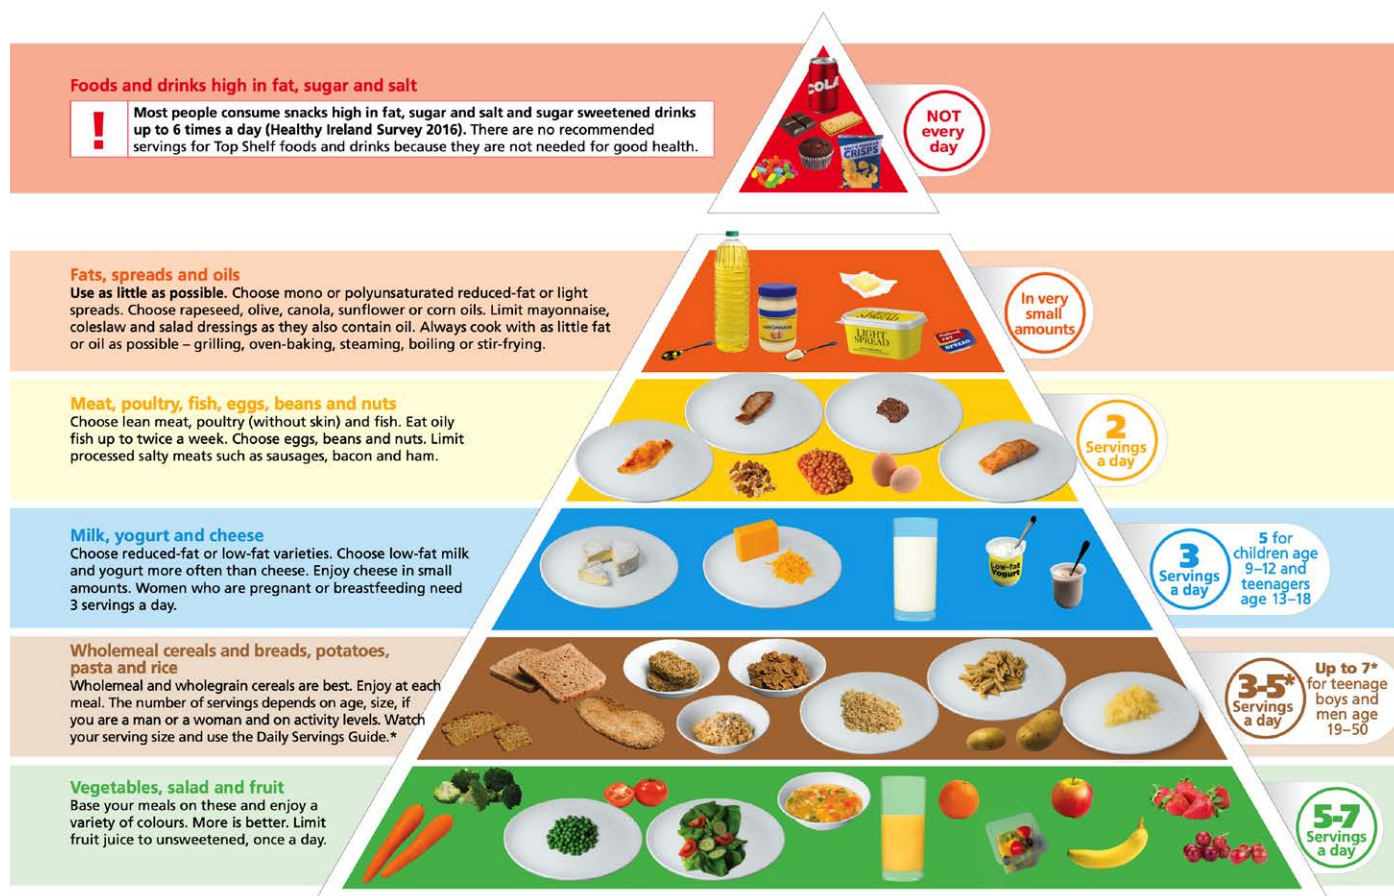 Foods and drinks high in fat, sugar and salt
!
Most people consume snacks high in fat, sugar and salt and sugar sweetened drinks
up to 6 times a day (Healthy Ireland Survey 2016). There are no recommended
servings for Top Shelf foods and drinks because they are not needed for good health.
COLA
CRISPS
NOT
every
day
Fats, spreads and oils
Use as little as possible. Choose mono or polyunsaturated reduced-fat or light
spreads. Choose rapeseed, olive, canola, sunflower or corn oils. Limit mayonnaise,
coleslaw and salad dressings as they also contain oil. Always cook with as little fat
or oil as possible – grilling, oven-baking, steaming, boiling or stir-frying.
MAYONNAISE
LIGHT
SPREAD
FAT
SPREAD
In very
small
amounts
Meat, poultry, fish, eggs, beans and nuts
Choose lean meat, poultry (without skin) and fish. Eat oily
fish up to twice a week. Choose eggs, beans and nuts. Limit
processed salty meats such as sausages, bacon and ham.
2
Servings
a day
Milk, yogurt and cheese
Choose reduced-fat or low-fat varieties. Choose low-fat milk
and yogurt more often than cheese. Enjoy cheese in small
amounts. Women who are pregnant or breastfeeding need
3 servings a day.
Low-fat
Yogurt
3
Servings
a day
5 for
children age
9–12 and
teenagers
age 13–18
Wholemeal cereals and breads, potatoes,
pasta and rice
Wholemeal and wholegrain cereals are best. Enjoy at each
meal. The number of servings depends on age, size, if
you are a man or a woman and on activity levels. Watch
your serving size and use the Daily Servings Guide.*
3-5*
Servings
a day
Up to 7*
for teenage
boys and
men age
19–50
Vegetables, salad and fruit
Base your meals on these and enjoy a
variety of colours. More is better. Limit
fruit juice to unsweetened, once a day.
5-7
Servings
a day